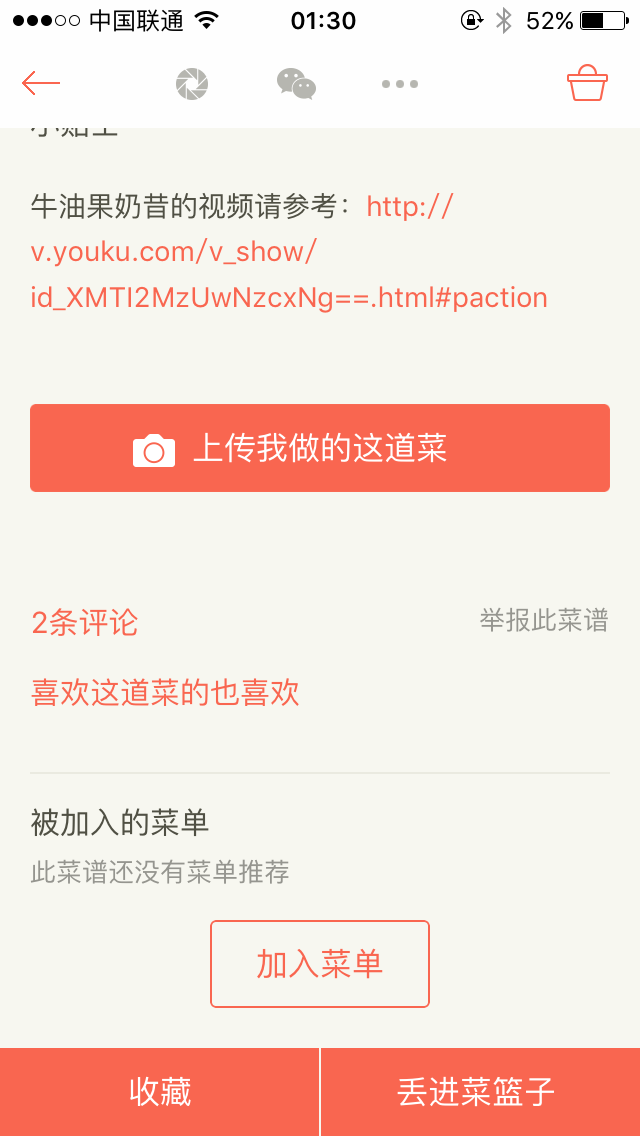 中国联通 01:30 52%
小贴士
牛油果奶昔的视频请参考：http://
v.youku.com/v_show/
id_XMTI2MzUwNzcxNg==.html#paction
上传我做的这道菜
2条评论 举报此菜谱
喜欢这道菜的也喜欢
被加入的菜单
此菜谱还没有菜单推荐
加入菜单
收藏 丢进菜篮子